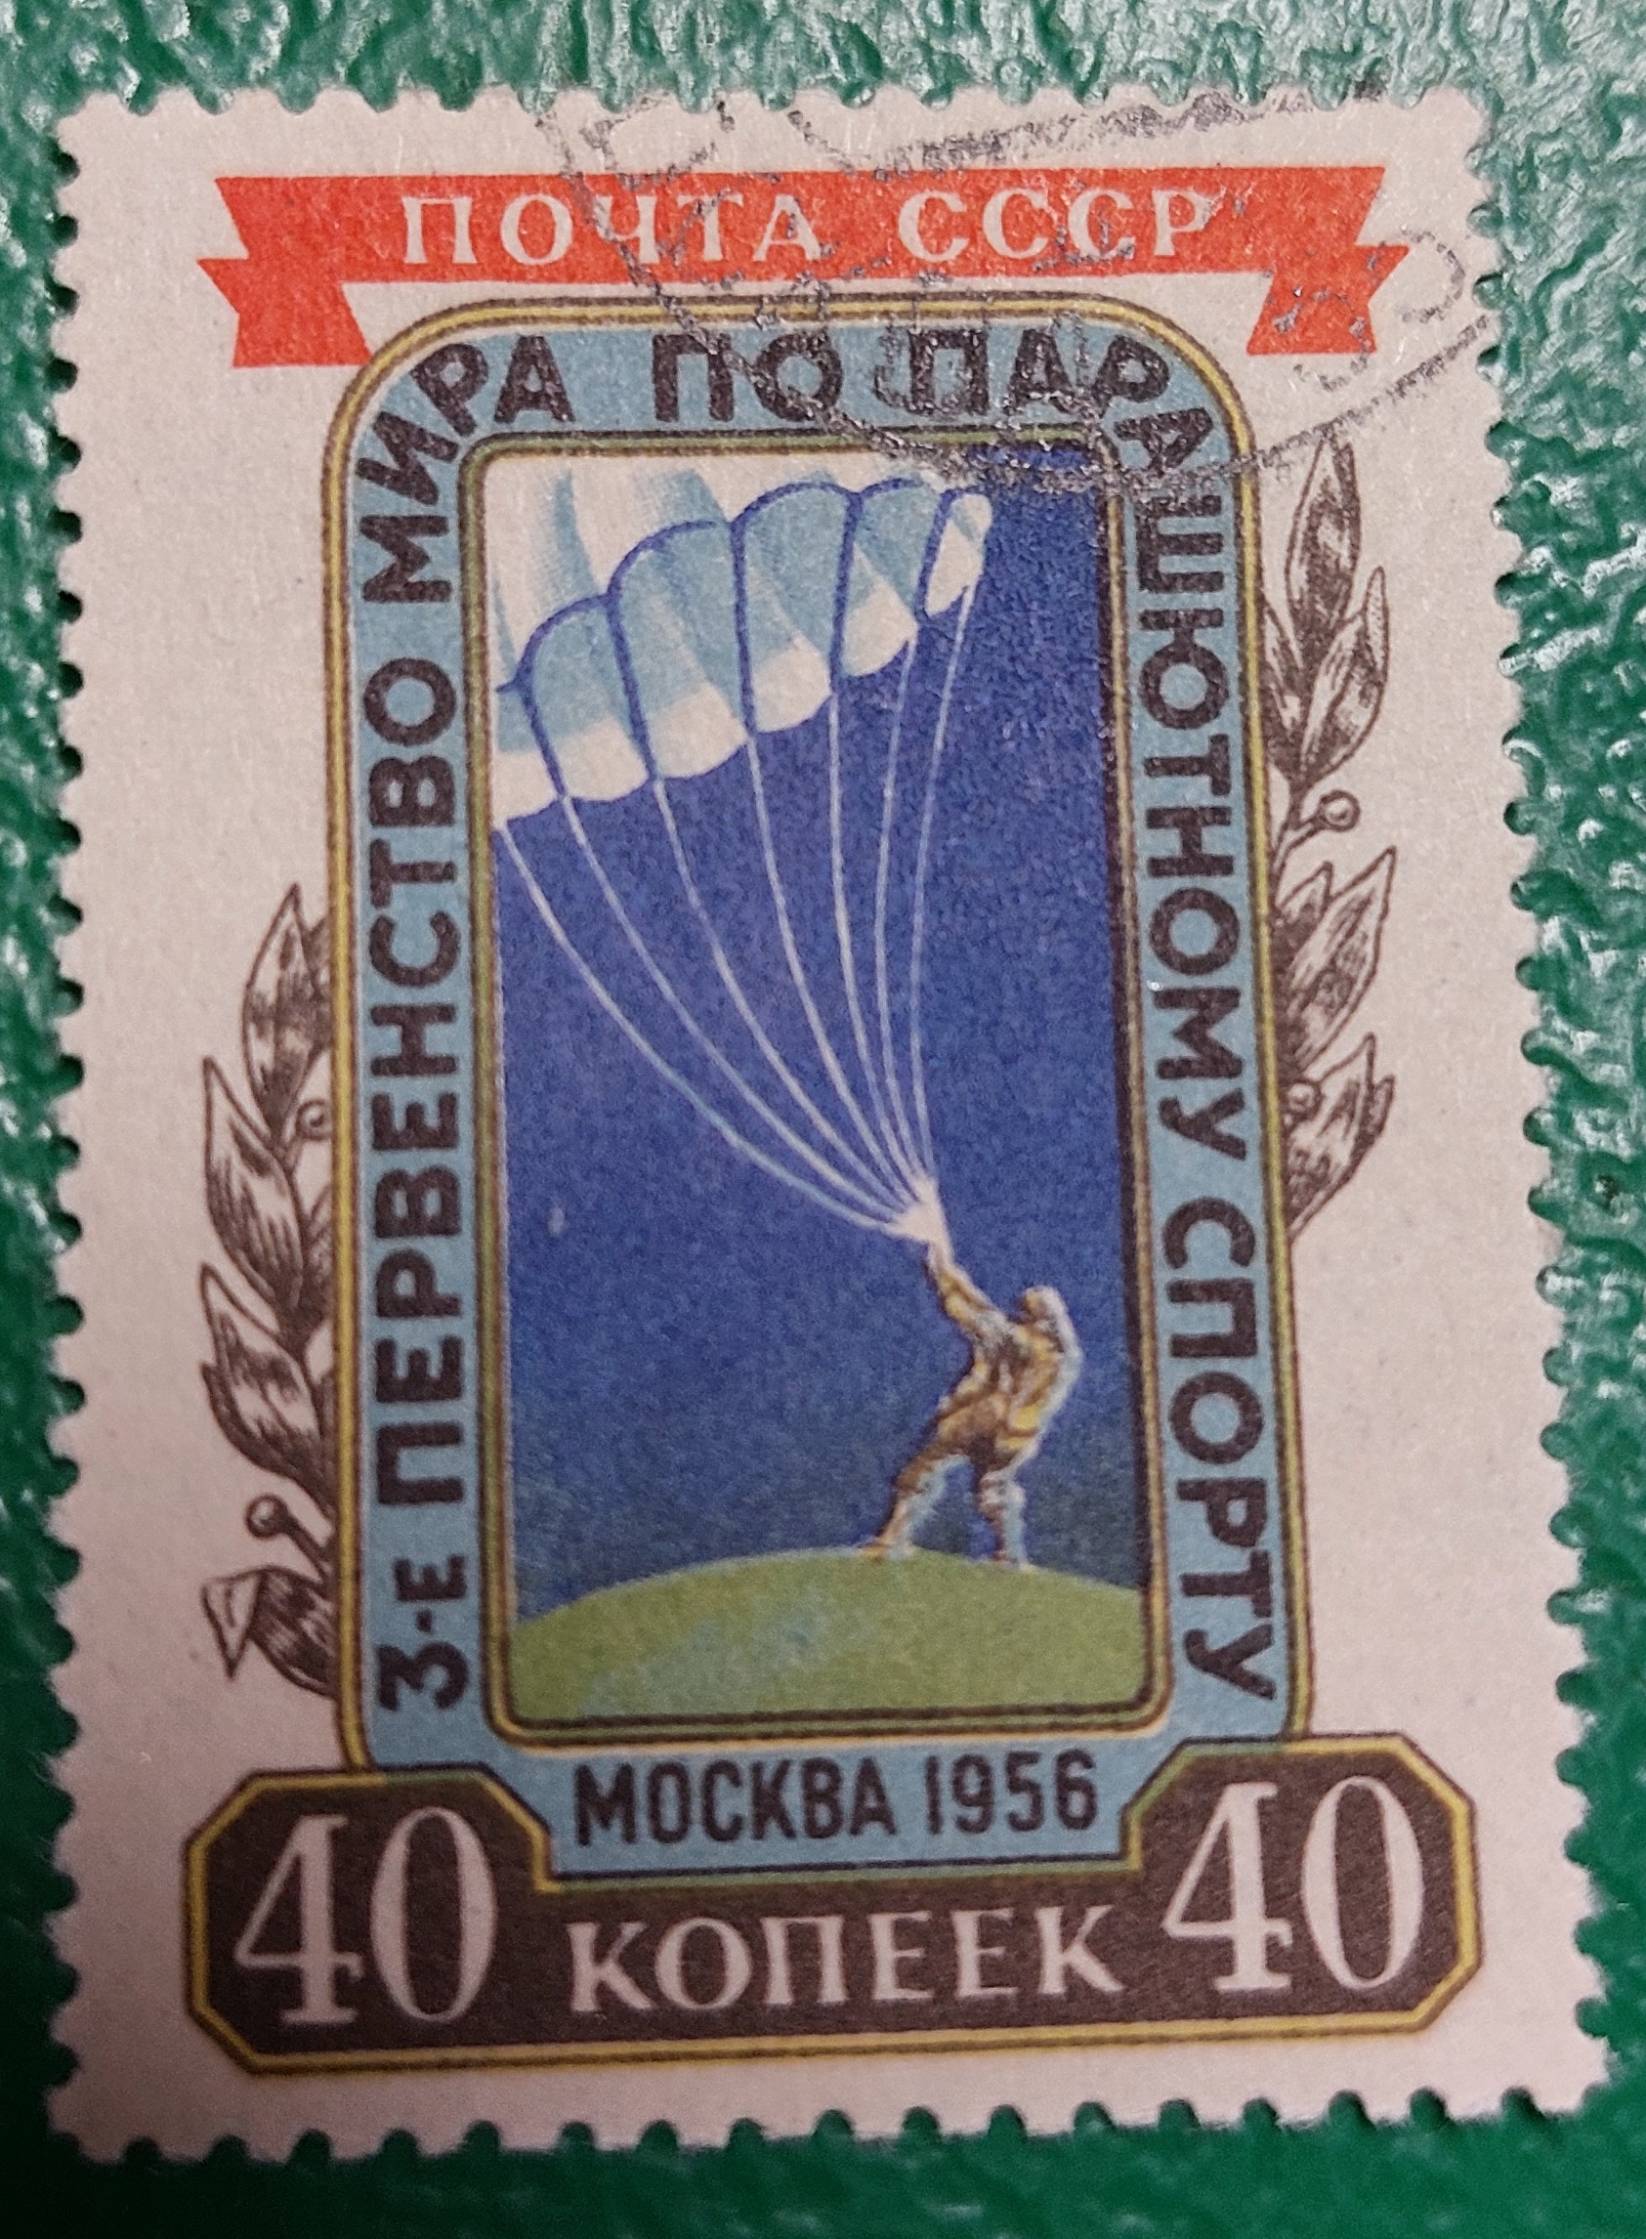 ПОЧТА СССР
3-Е ПЕРВЕНСТВО МИРА ПО ПАРАШЮТНОМУ СПОРТУ
МОСКВА 1956
40 КОПЕЕК 40